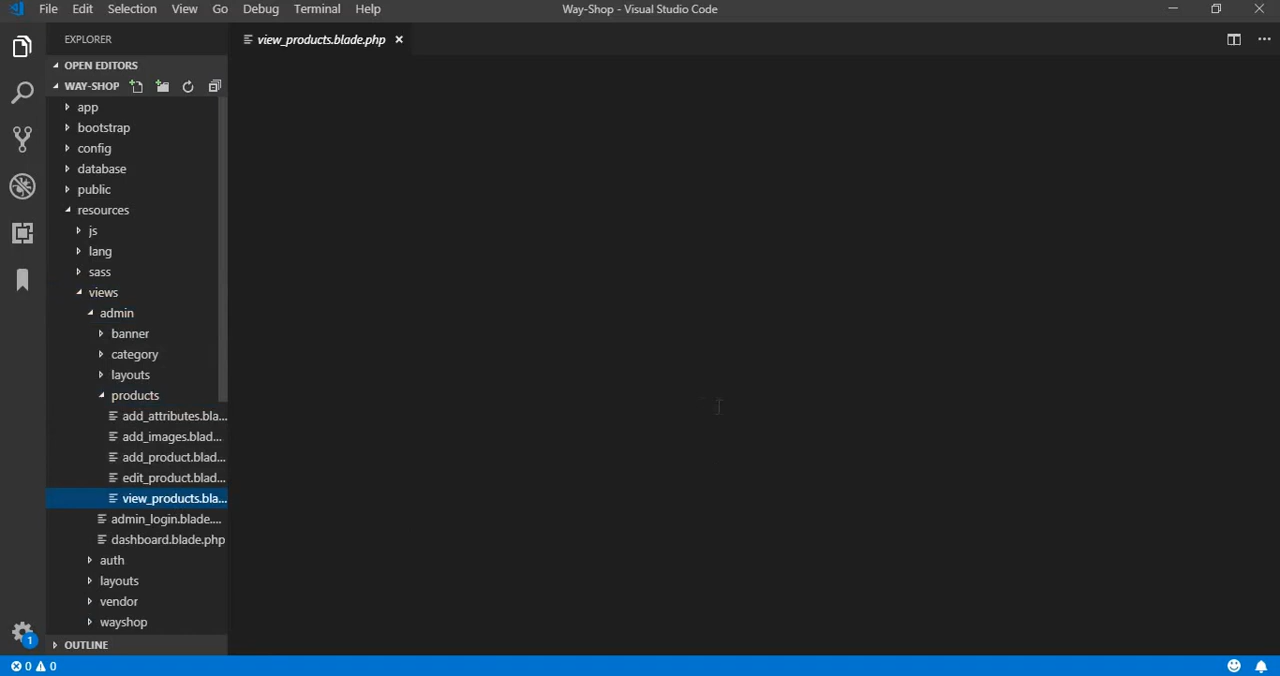 File Edit Selection View Go Debug Terminal Help Way-Shop - Visual Studio Code
EXPLORER
view_products.blade.php
OPEN EDITORS
WAY-SHOP
app
bootstrap
config
database
public
resources
js
lang
sass
views
admin
banner
category
layouts
products
add_attributes.bla...
add_images.blad...
add_product.blad...
edit_product.blad...
view_products.bla...
admin_login.blade....
dashboard.blade.php
auth
layouts
vendor
wayshop
1
OUTLINE
0 0